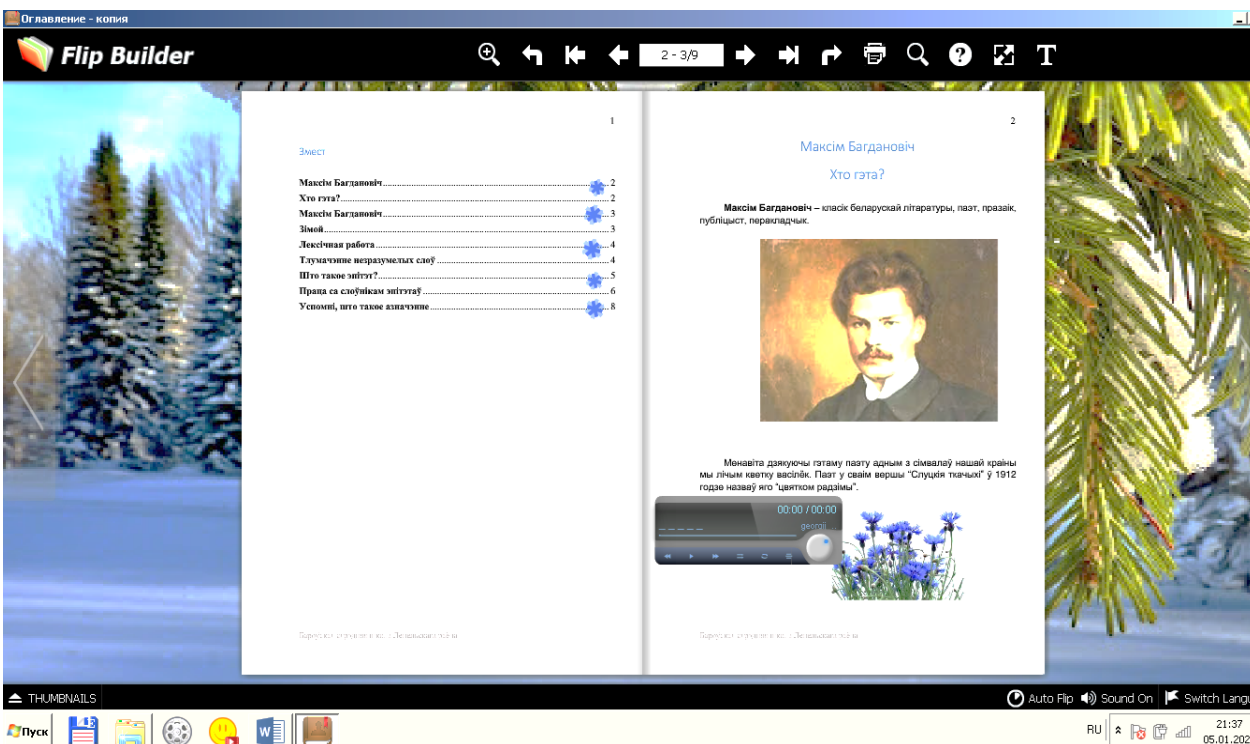 Оглавление - копия
Flip Builder
2 - 3/9
1
Змест
Максім Багдановіч 2
Хто гэта? 2
Максім Багдановіч 3
Зімой 3
Лексічная работа 4
Тлумачэнне незразумелых слоў 4
Што такое эпітэт? 5
Праца са слоўнікам эпітэтаў 6
Успомні, што такое азначэнне 8
2
Максім Багдановіч
Хто гэта?
Максім Багдановіч – класік беларускай літаратуры, паэт, празаік,
публіцыст, перакладчык.
Менавіта дзякуючы гэтаму паэту адным з сімвалаў нашай краіны
мы лічым кветку васілёк. Паэт у сваім вершы “Слуцкія ткачыхі” ў 1912
годзе назваў яго “цвятком радзімы”.
00:00 / 00:00
georgii
THUMBNAILS
Auto Flip Sound On Switch Langu
Пуск
RU
21:37
05.01.202